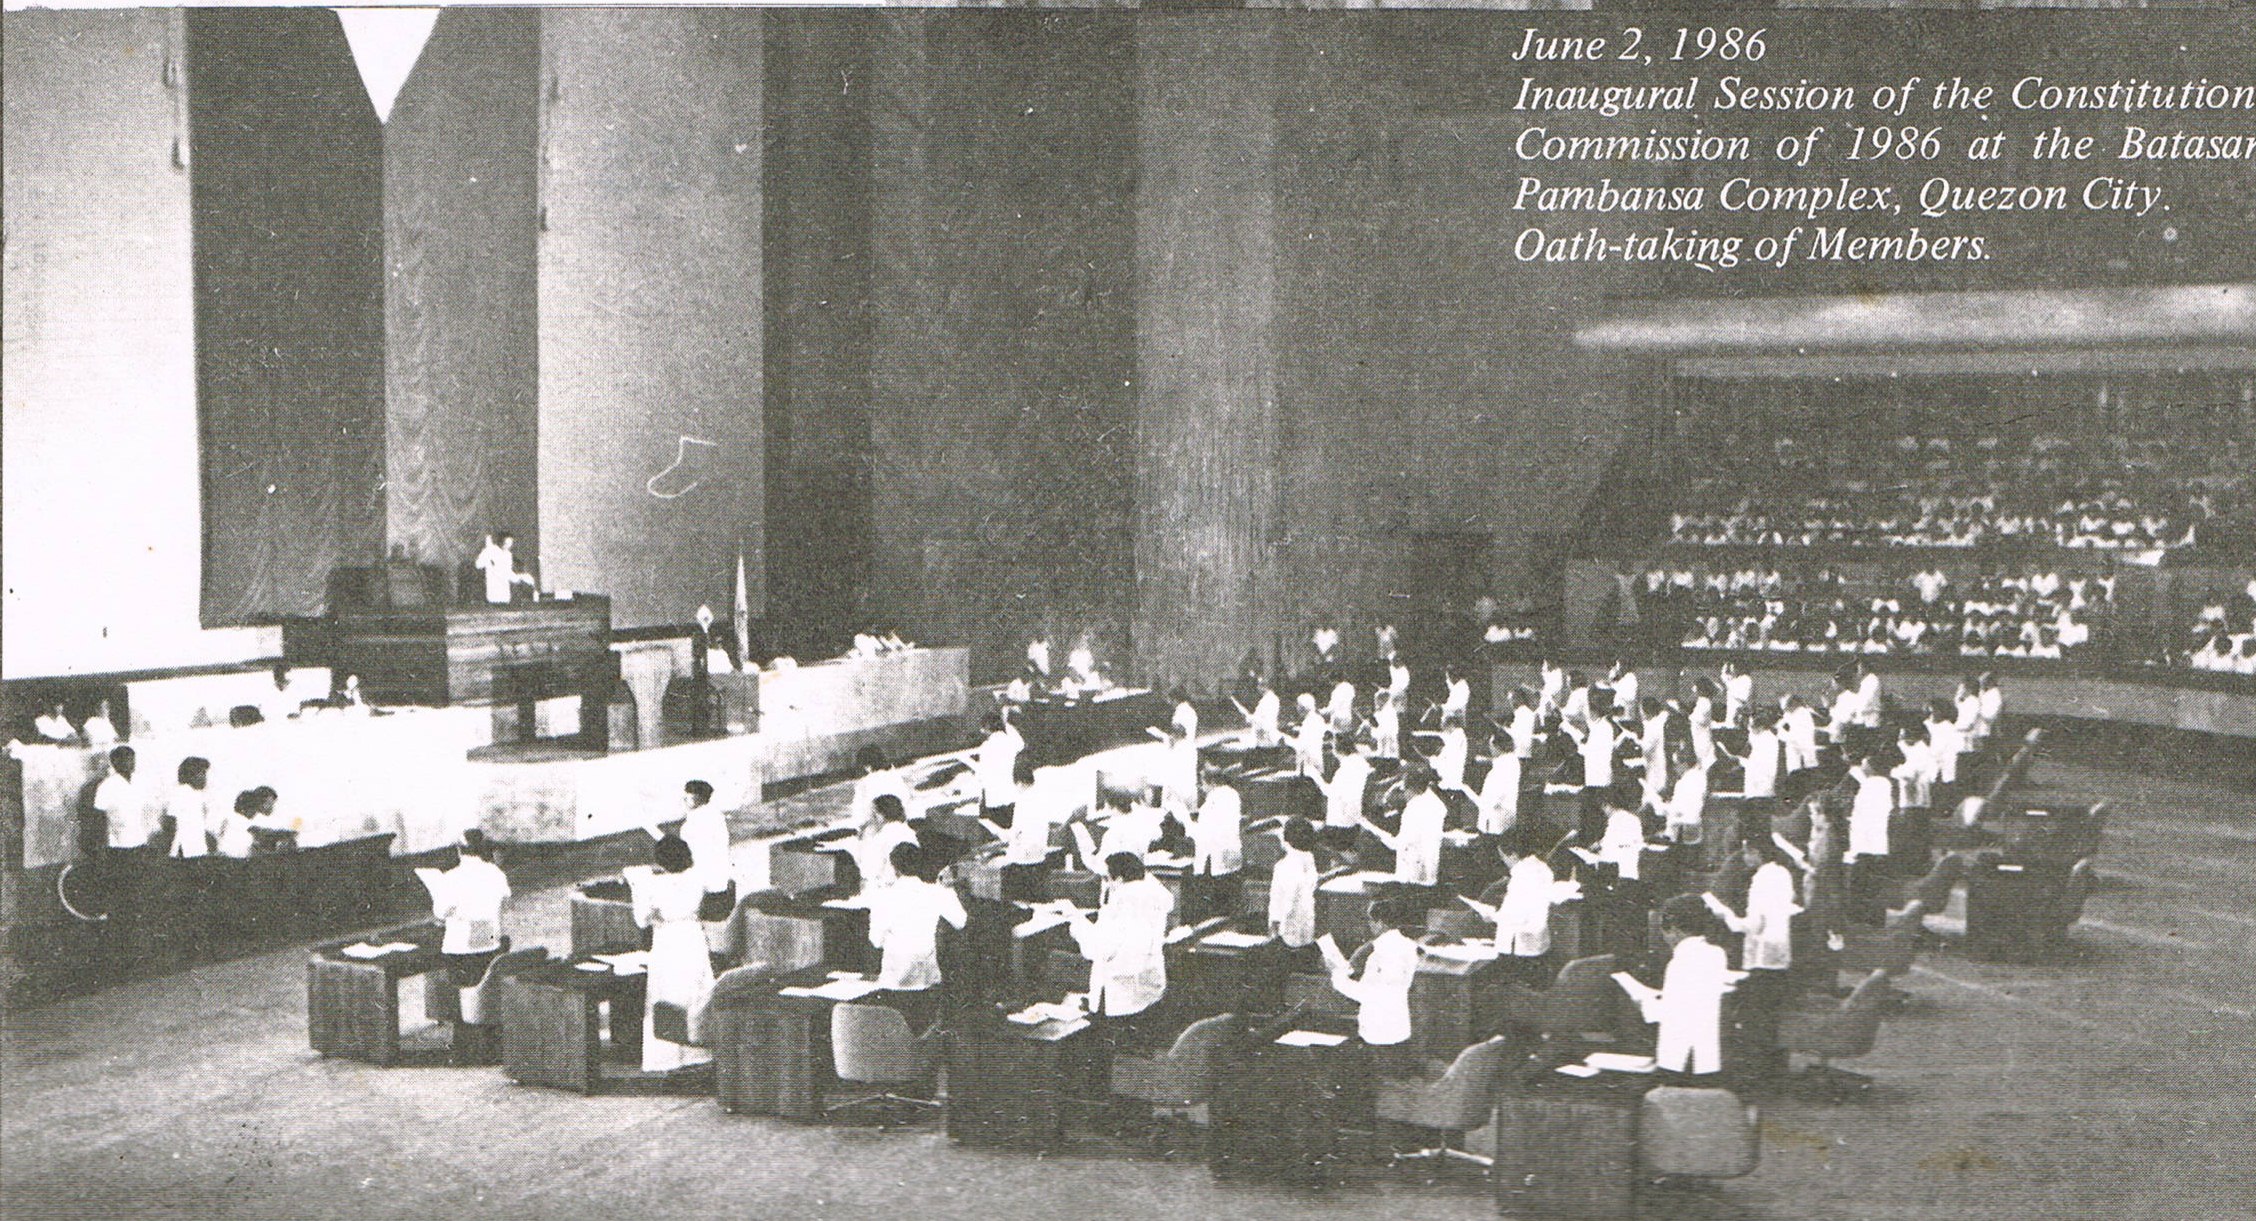 June 2, 1986
Inaugural Session of the Constitution
Commission of 1986 at the Batasan
Pambansa Complex, Quezon City.
Oath-taking of Members.